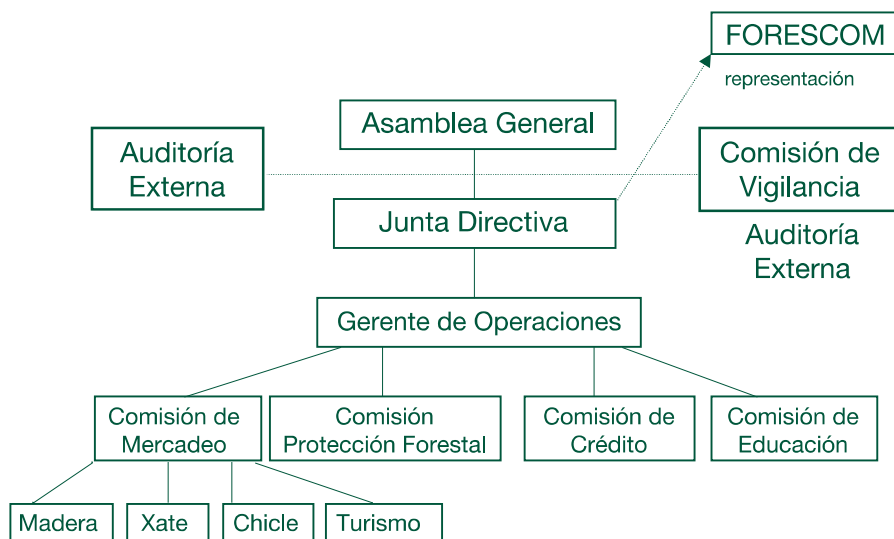 FORESCOM
representación
Asamblea General
Auditoría
Externa
Comisión de
Vigilancia
Junta Directiva
Auditoría
Externa
Gerente de Operaciones
Comisión de
Mercadeo
Comisión
Protección Forestal
Comisión de
Crédito
Comisión de
Educación
Madera
Xate
Chicle
Turismo